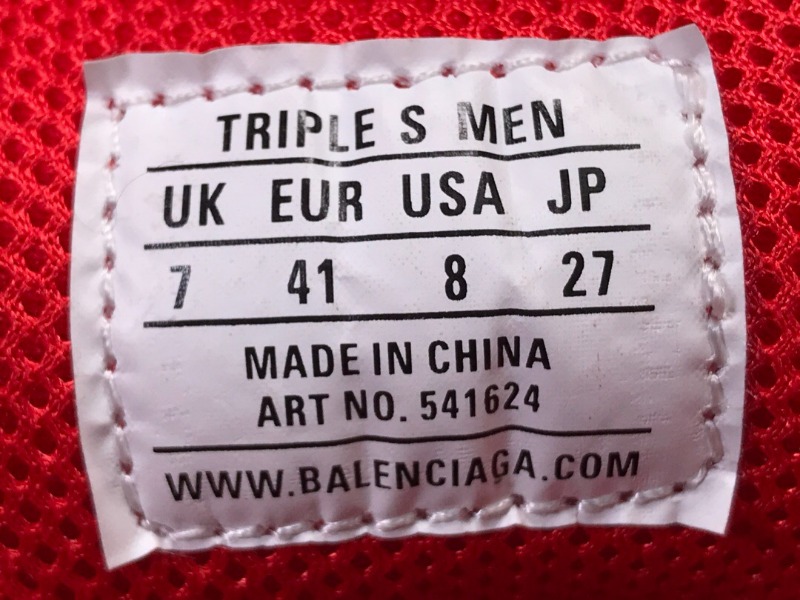 TRIPLE S MEN
UK EUR USA JP
7 41 8 27
MADE IN CHINA
ART NO. 541624
WWW.BALENCIAGA.COM